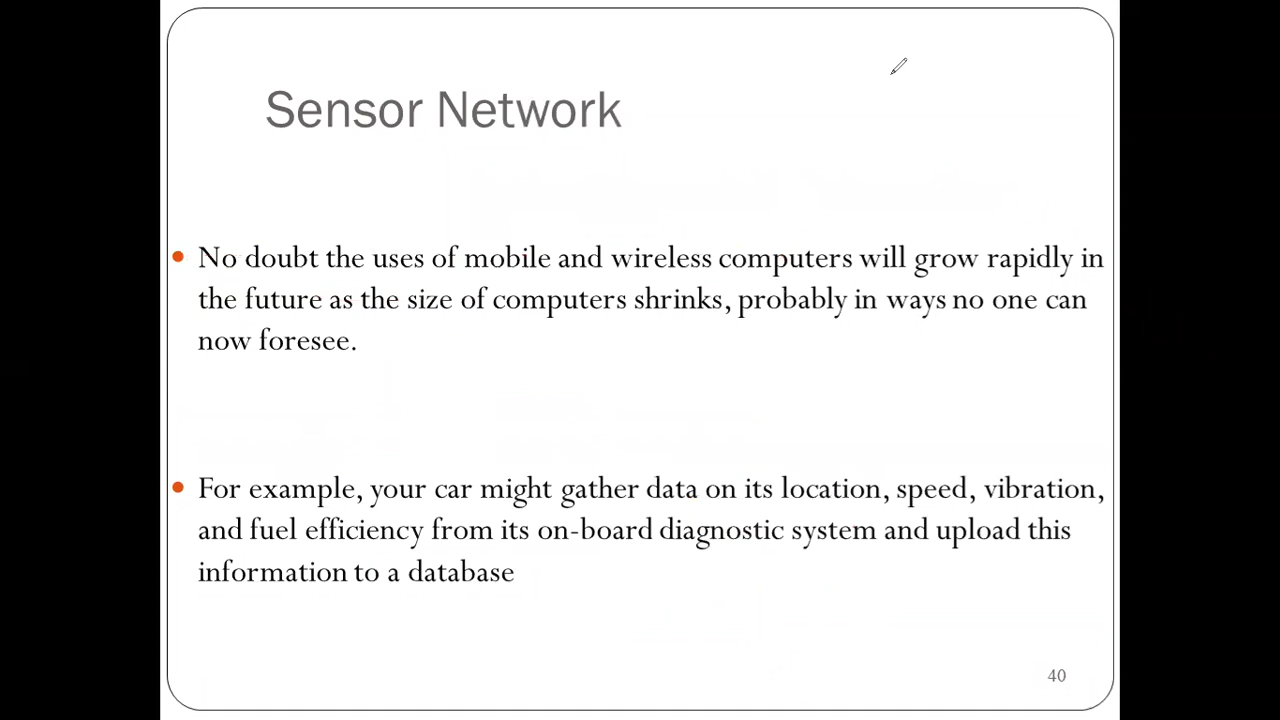 Sensor Network
No doubt the uses of mobile and wireless computers will grow rapidly in
the future as the size of computers shrinks, probably in ways no one can
now foresee.
For example, your car might gather data on its location, speed, vibration,
and fuel efficiency from its on-board diagnostic system and upload this
information to a database
40